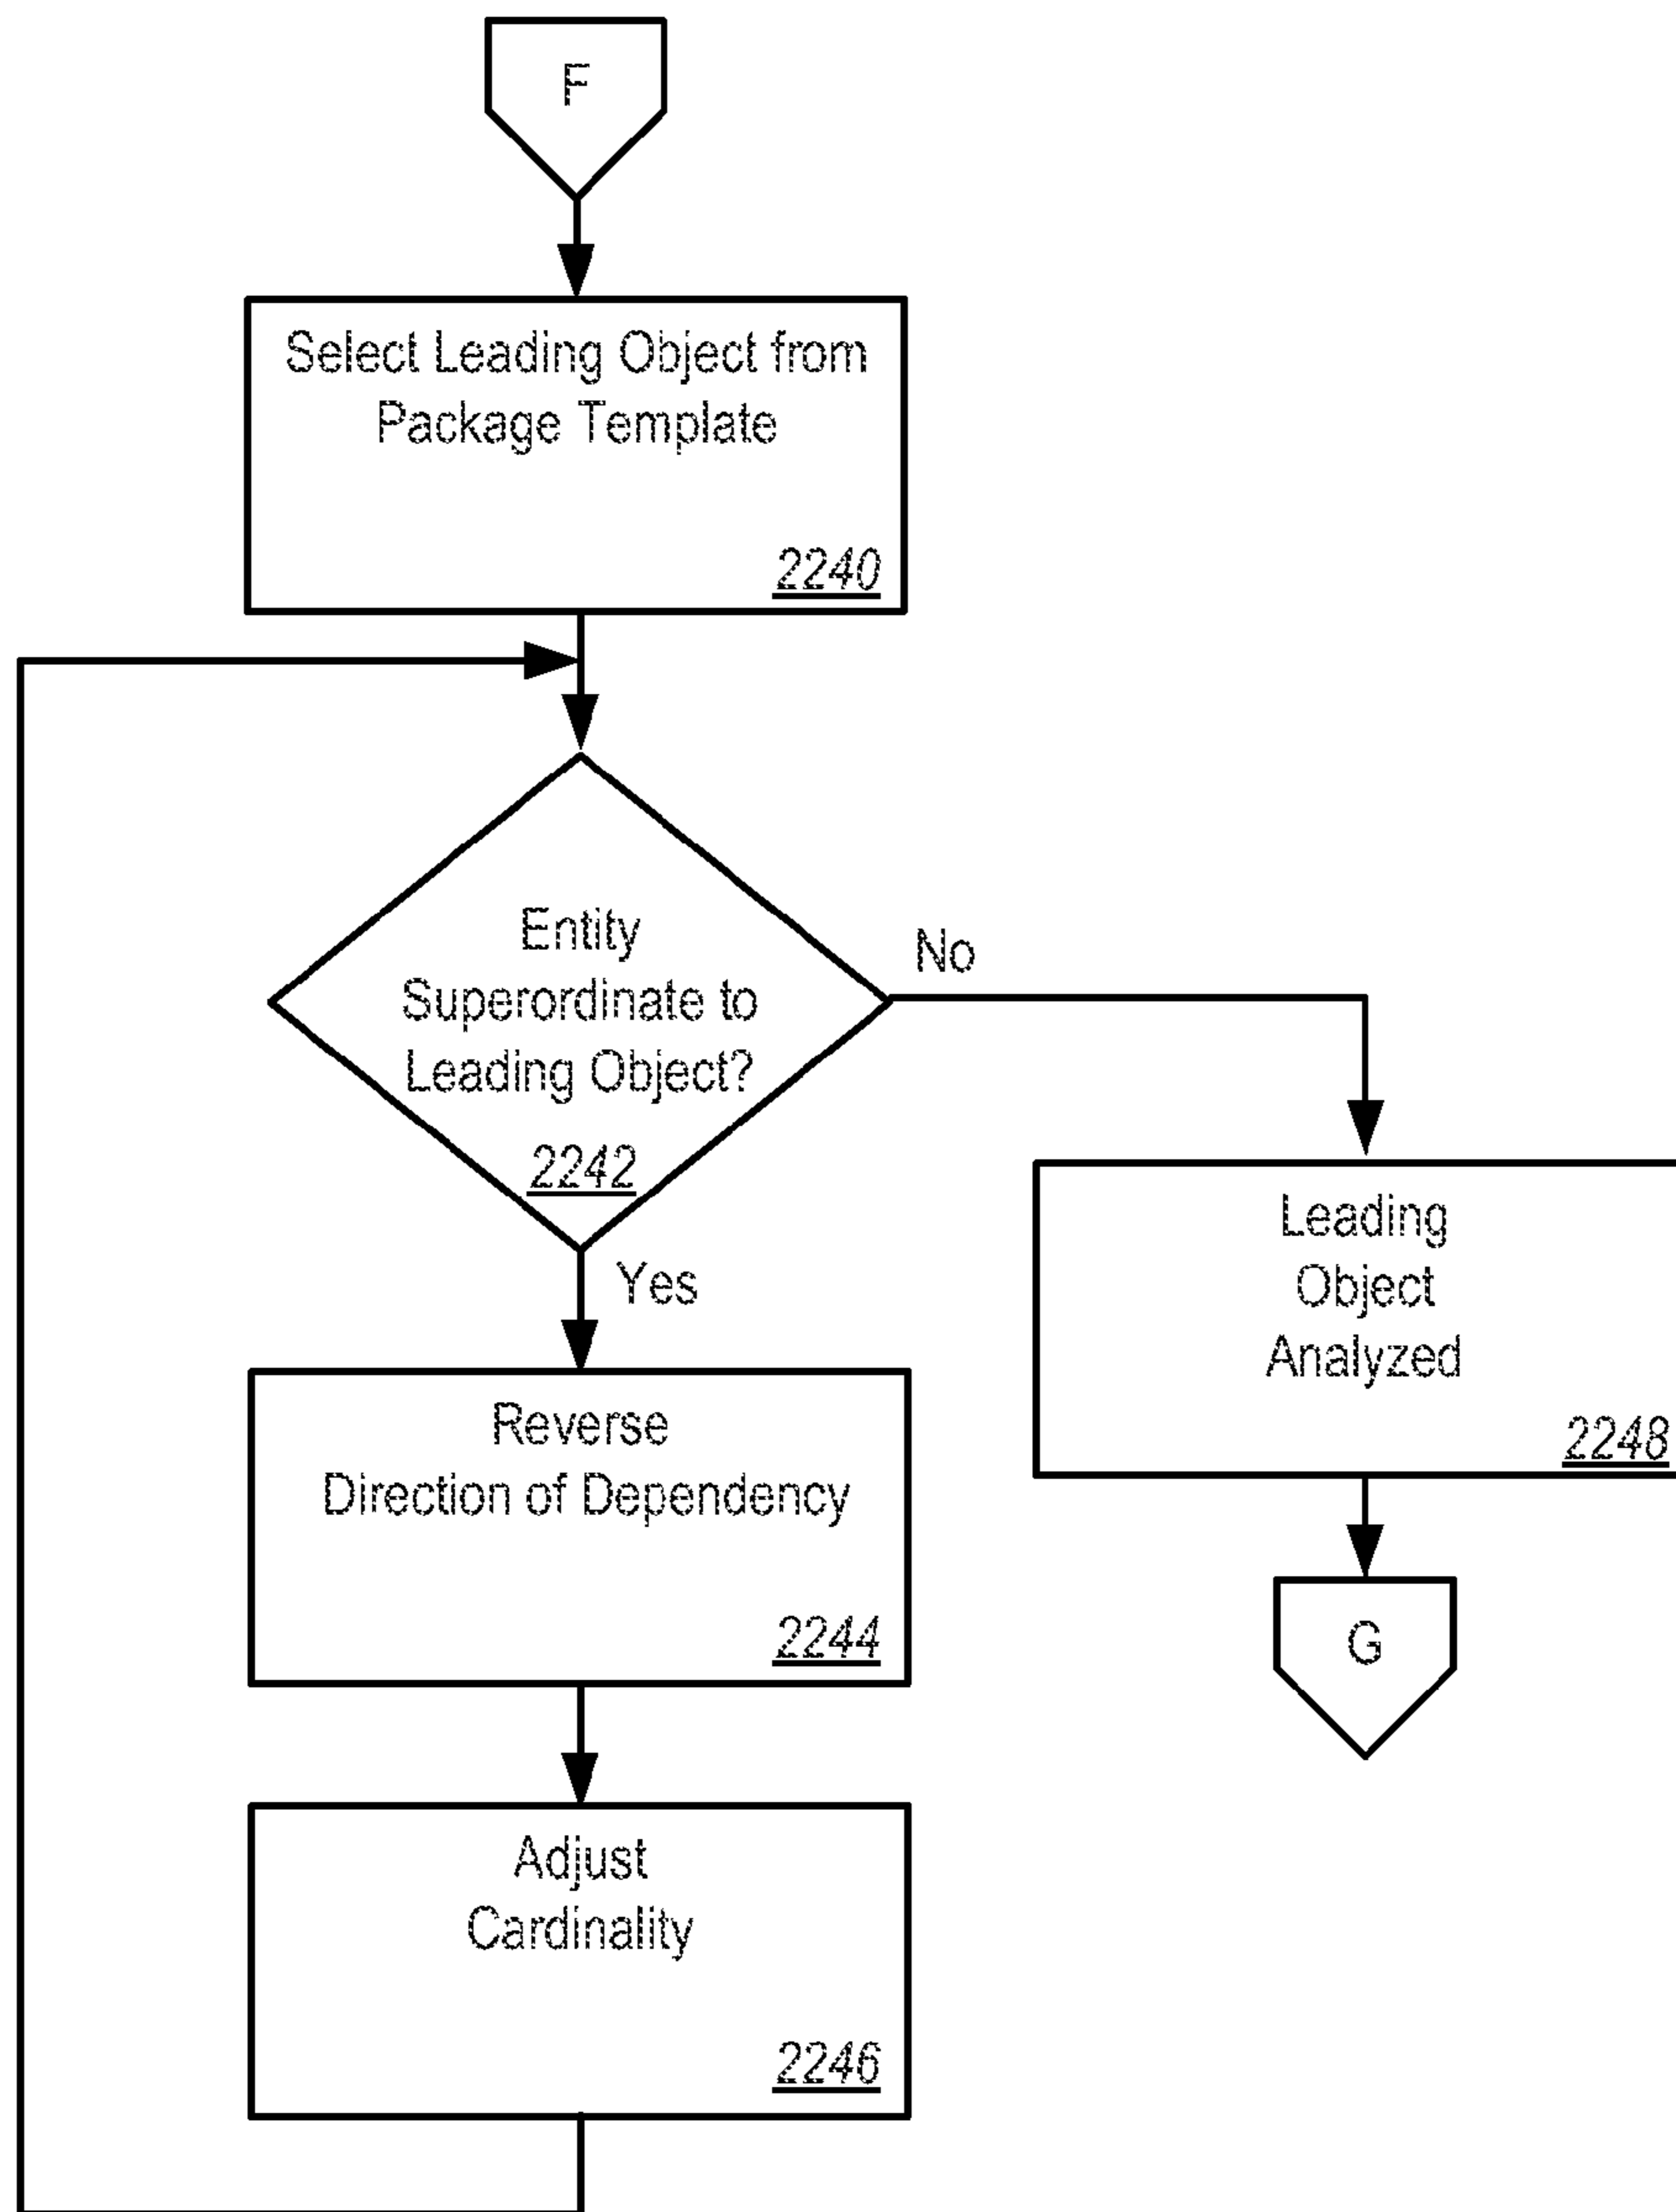 F
Select Leading Object from
Package Template
2240
Entity
Superordinate to
Leading Object?
2242
No
Yes
Leading
Object
Analyzed
2248
Reverse
Direction of Dependency
2244
G
Adjust
Cardinality
2246